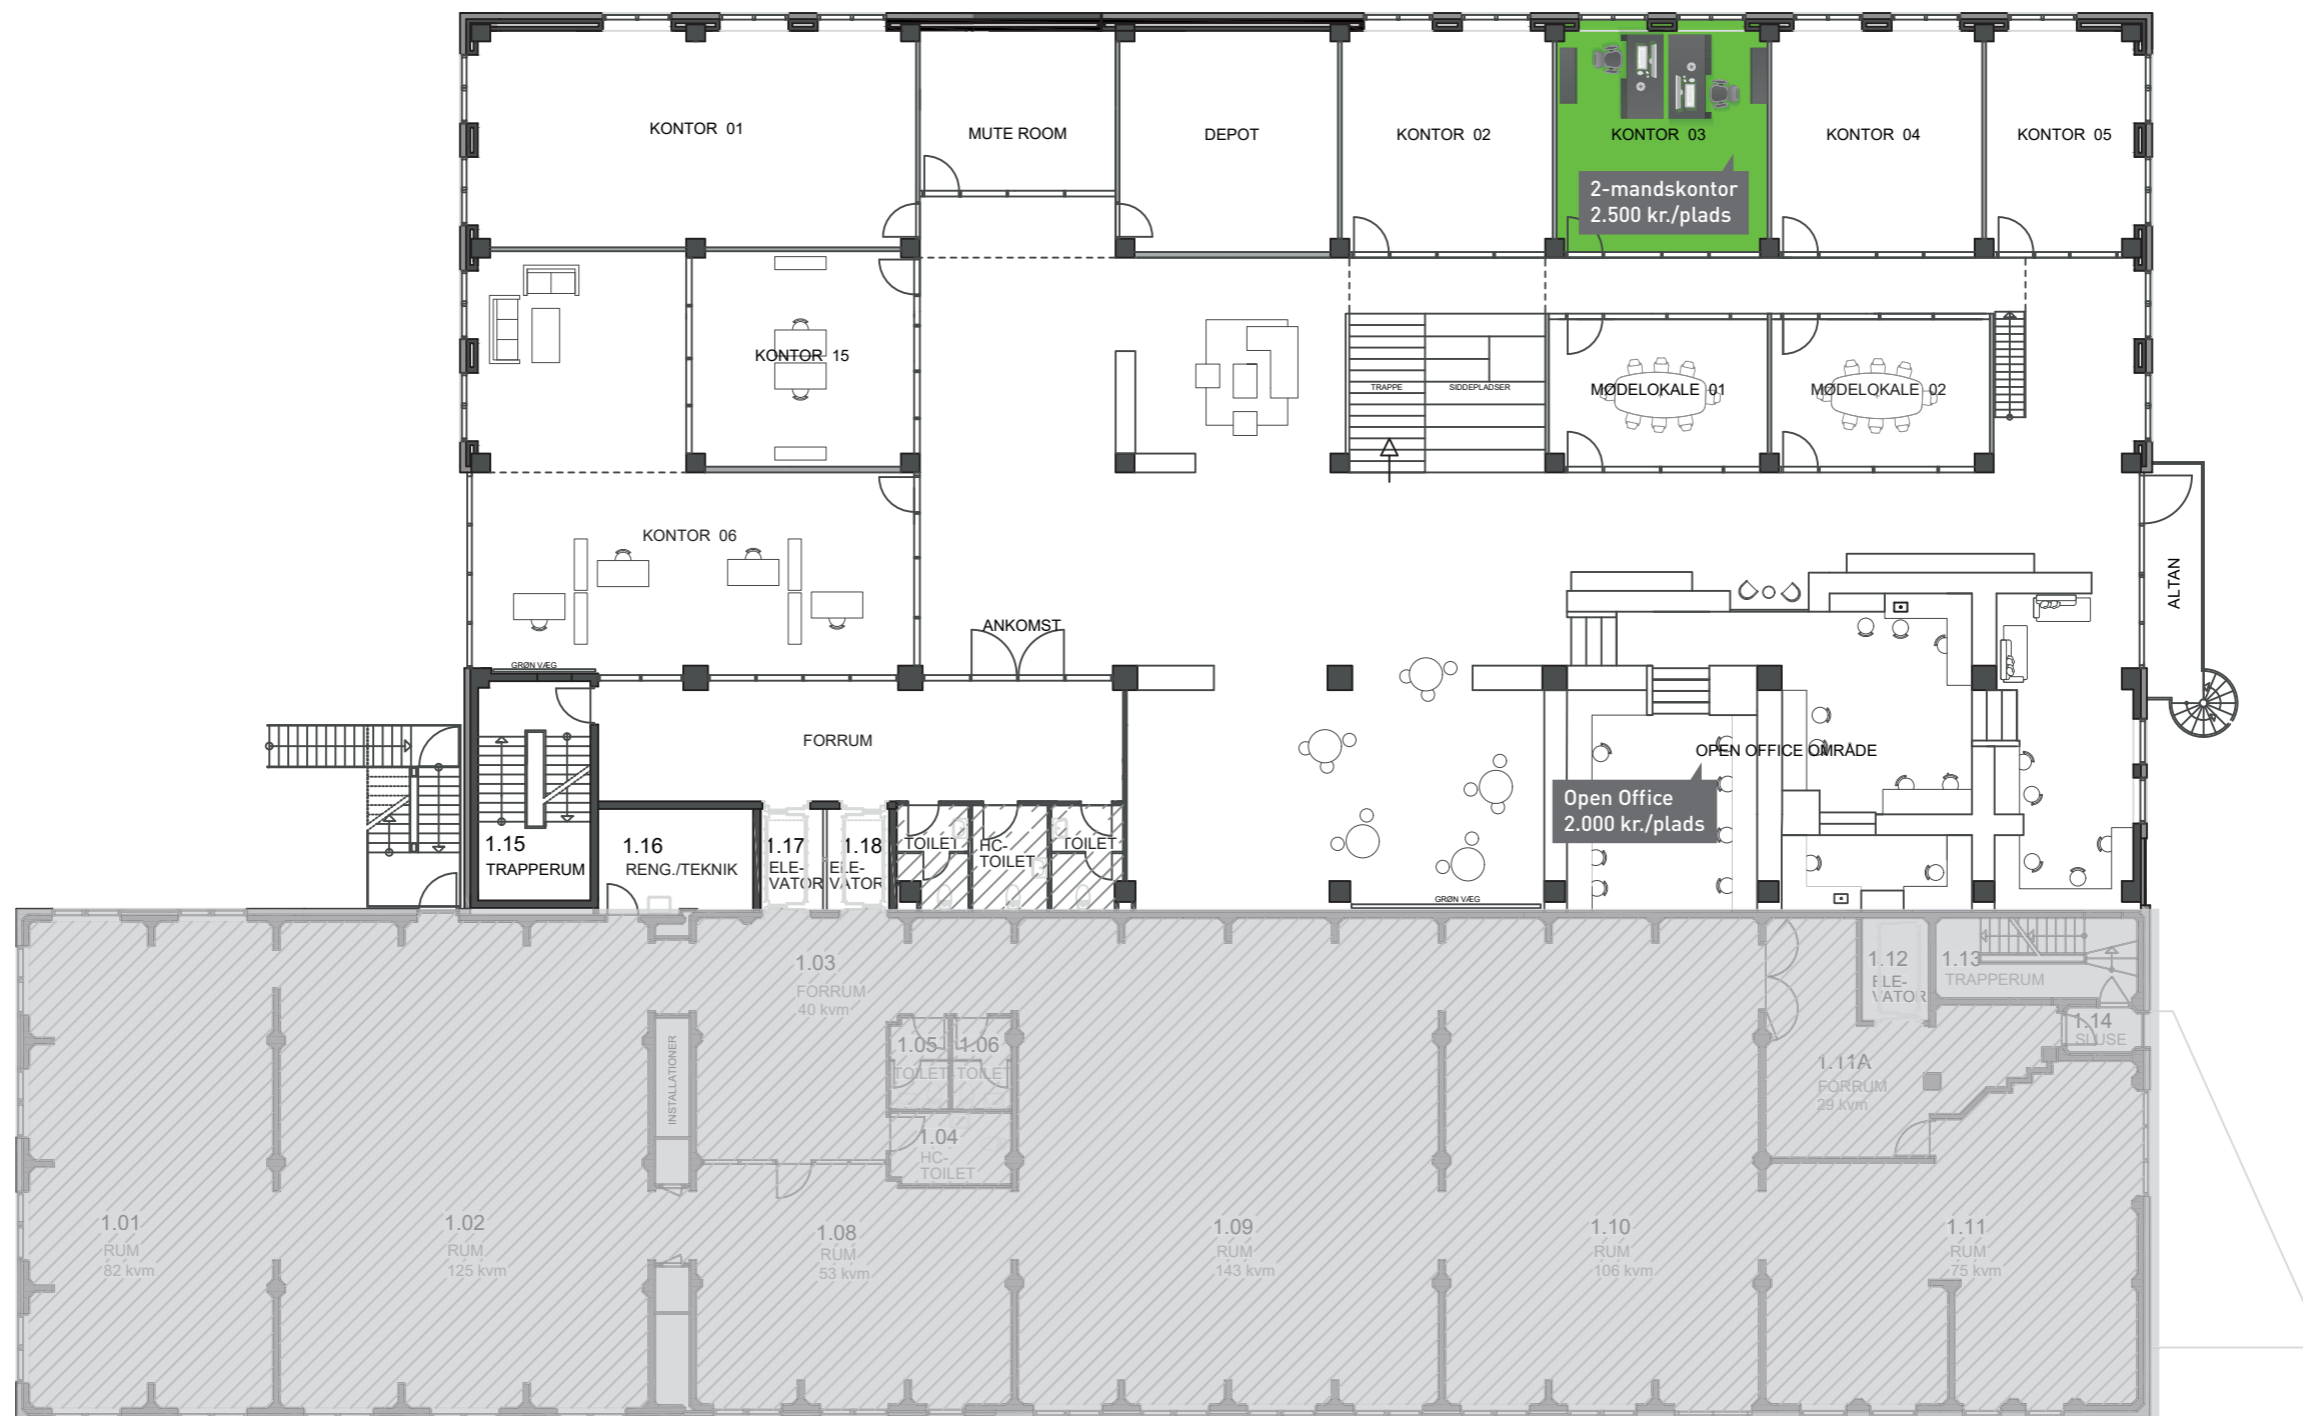 KONTOR 01
MUTE ROOM
DEPOT
KONTOR 02
KONTOR 03
KONTOR 04
KONTOR 05
2-mandskontor
2.500 kr./plads
KONTOR 15
TRAPPE
SIDDEPLADSER
MØDELOKALE 01
MØDELOKALE 02
KONTOR 06
ALTAN
ANKOMST
GRØN VÆG
FORRUM
OPEN OFFICE OMRÅDE
Open Office
2.000 kr./plads
1.15
TRAPPERUM
1.16
RENG./TEKNIK
1.17
ELE-
VATOR
1.18
ELE-
VATOR
TOILET
HC-
TOILET
TOILET
GRØN VÆG
1.03
FORRUM
40 kvm
1.12
ELE-
VATOR
1.13
TRAPPERUM
1.14
SLUSE
INSTALLATIONER
1.05
TOILET
1.06
TOILET
1.11A
FORRUM
29 kvm
1.04
HC-
TOILET
1.01
RUM
82 kvm
1.02
RUM
125 kvm
1.08
RUM
53 kvm
1.09
RUM
143 kvm
1.10
RUM
106 kvm
1.11
RUM
75 kvm